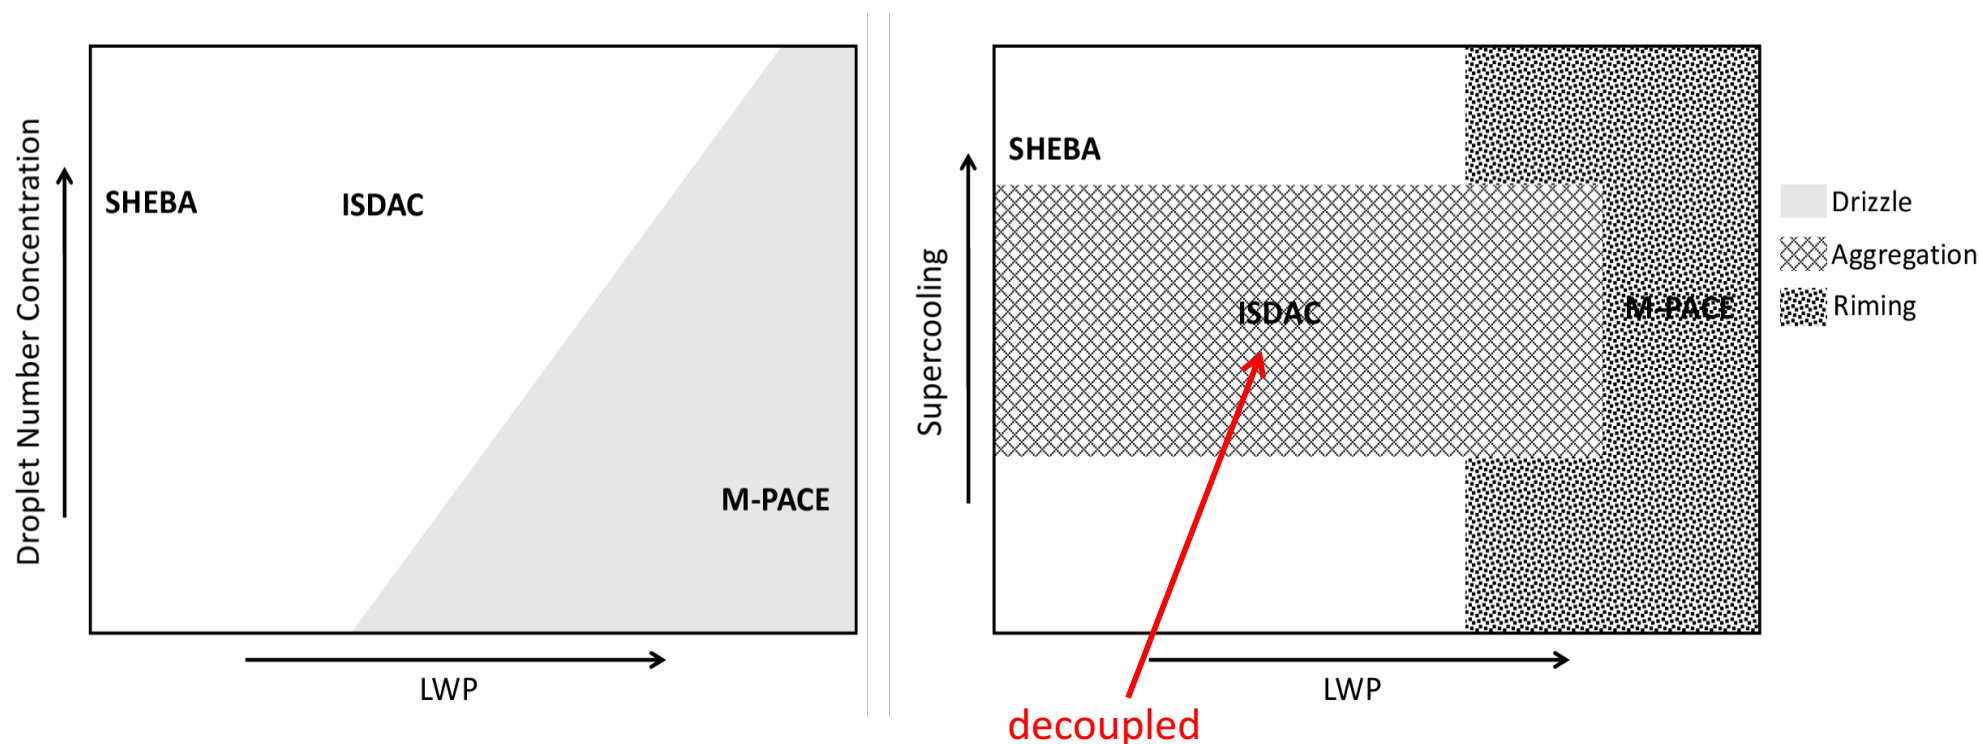 Droplet Number Concentration
SHEBA
ISDAC
M-PACE
LWP
Supercooling
SHEBA
ISDAC
M-PACE
LWP
decoupled
Drizzle
Aggregation
Riming